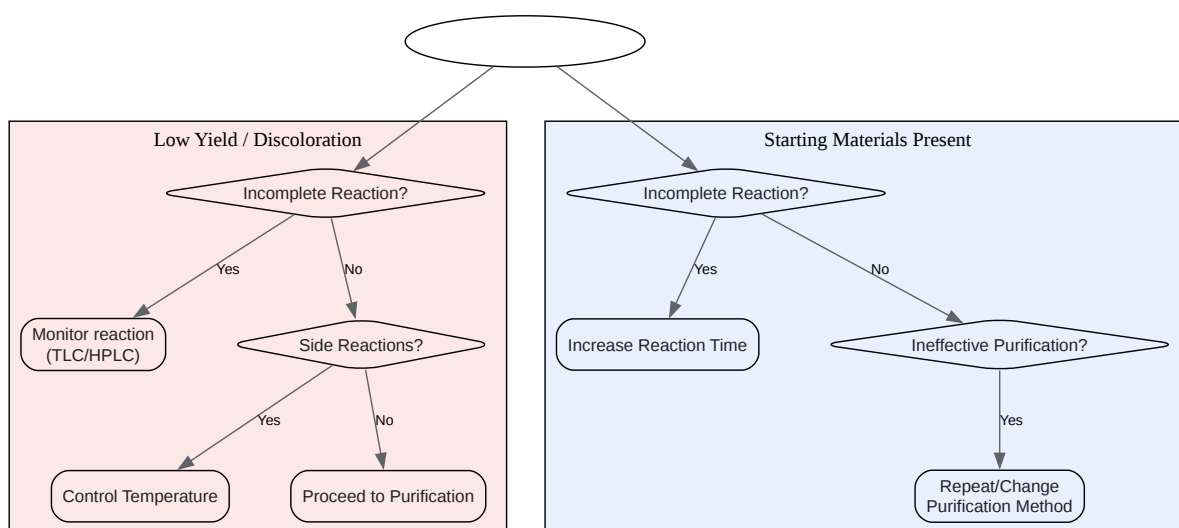 Low Yield / Discoloration
Incomplete Reaction?
Yes
No
Monitor reaction
(TLC/HPLC)
Side Reactions?
Yes
No
Control Temperature
Proceed to Purification
Starting Materials Present
Incomplete Reaction?
Yes
No
Increase Reaction Time
Ineffective Purification?
Yes
Repeat/Change
Purification Method